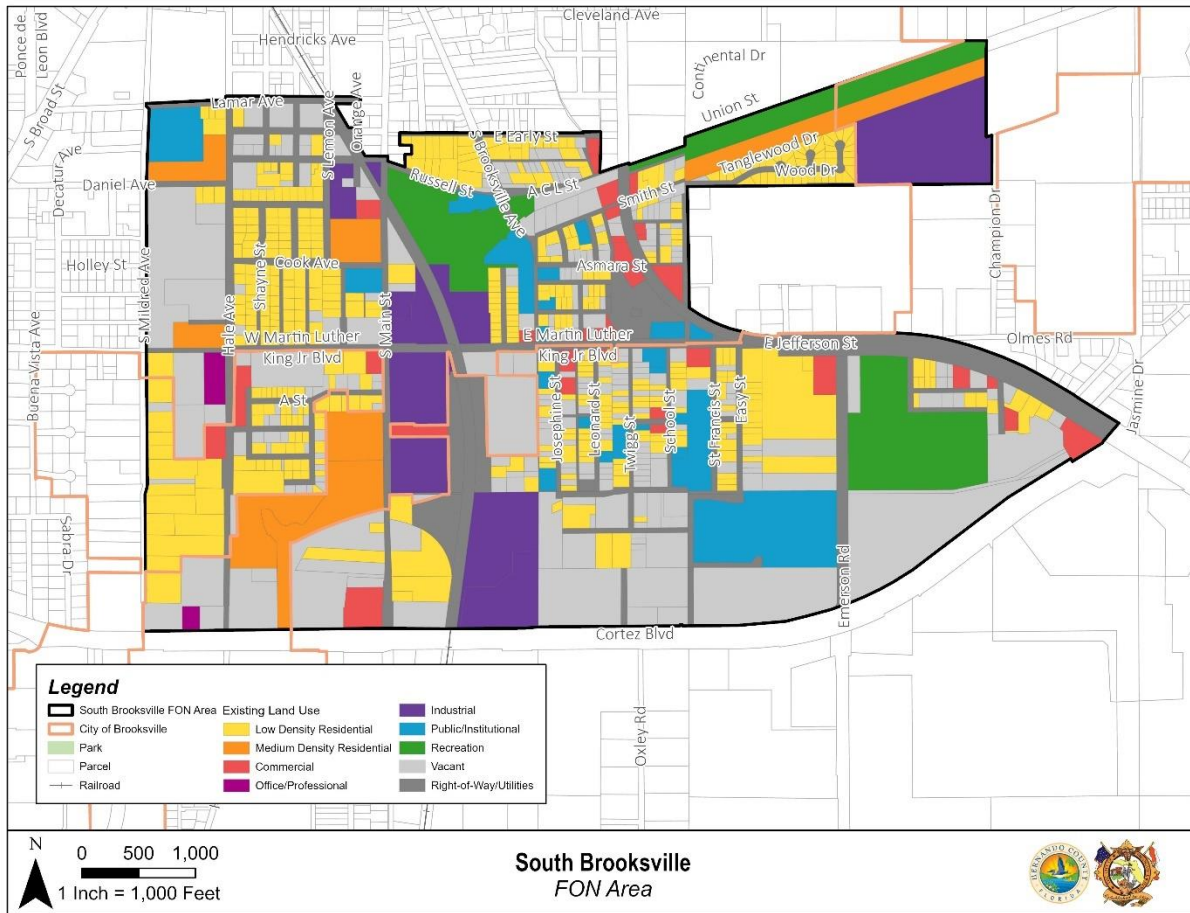 Ponce de
Leon Blvd
Cleveland Ave
Hendricks Ave
Continental Dr
S Broad St
Orange Ave
Lamar Ave
S Lemon Ave
Union St
S Brooksville Ave
E Early St
Decatur Ave
Daniel Ave
Russell St
A C L St
Tanglewood Dr
Wood Dr
Smith St
Champion Dr
Holley St
S Mildred Ave
Shayne St
Cook Ave
Asmara St
Hale Ave
S Main St
Buena Vista Ave
W Martin Luther
King Jr Blvd
E Martin Luther
King Jr Blvd
E Jefferson St
Olmes Rd
Jasmine Dr
A St
Josephine St
Leonard St
Twigg St
School St
St Francis St
Easy St
Sabra Dr
Emerson Rd
Cortez Blvd
Oxley Rd
Legend
South Brooksville FON Area
City of Brooksville
Park
Parcel
Railroad
Existing Land Use
Low Density Residential
Medium Density Residential
Commercial
Office/Professional
Industrial
Public/Institutional
Recreation
Vacant
Right-of-Way/Utilities
N
0 500 1,000
1 Inch = 1,000 Feet
South Brooksville
FON Area
HERNANDO COUNTY
FLORIDA